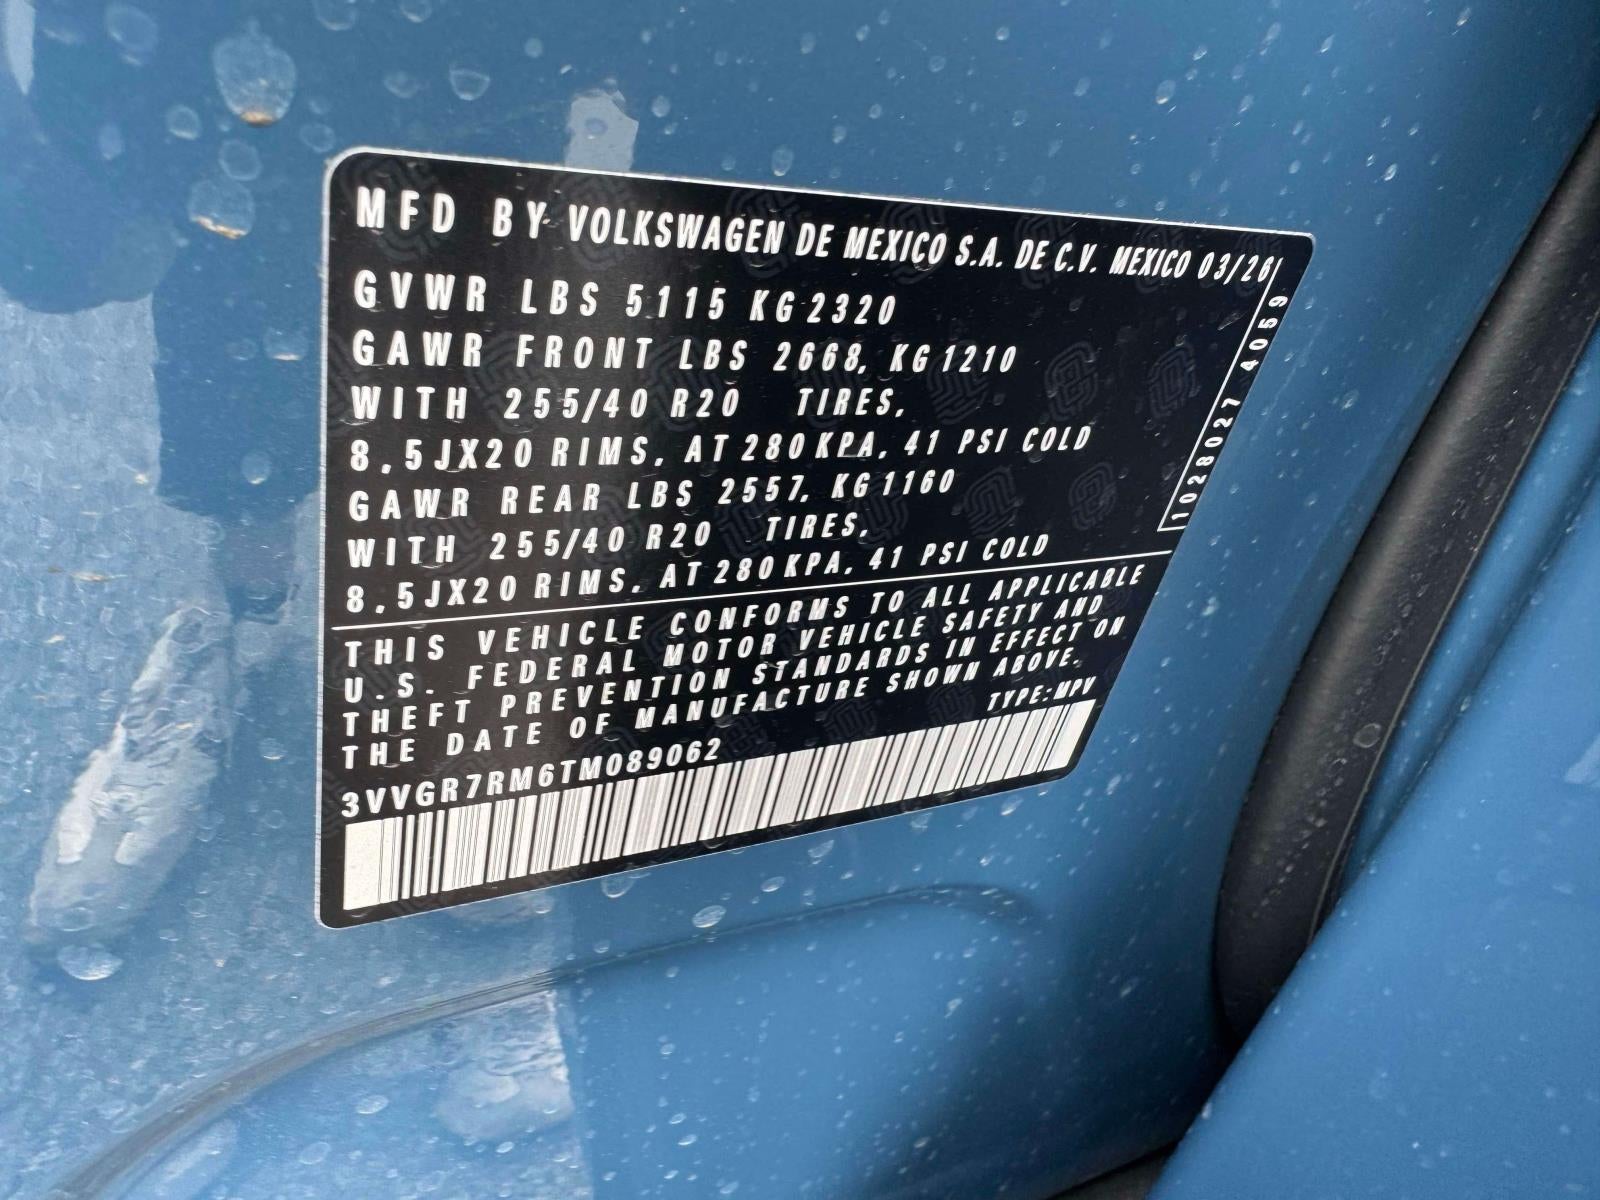 MFD BY VOLKSWAGEN DE MEXICO S.A. DE C.V. MEXICO 03/26
GVWR LBS 5115 KG 2320
GAWR FRONT LBS 2668, KG 1210
WITH 255/40 R20 TIRES,
8,5JX20 RIMS, AT 280 KPA, 41 PSI COLD
GAWR REAR LBS 2557, KG 1160
WITH 255/40 R20 TIRES,
8,5JX20 RIMS, AT 280 KPA, 41 PSI COLD
1028027 4059
THIS VEHICLE CONFORMS TO ALL APPLICABLE
U.S. FEDERAL MOTOR VEHICLE SAFETY AND
THEFT PREVENTION STANDARDS IN EFFECT ON
THE DATE OF MANUFACTURE SHOWN ABOVE.
TYPE:MPV
3VVGR7RM6TM089062